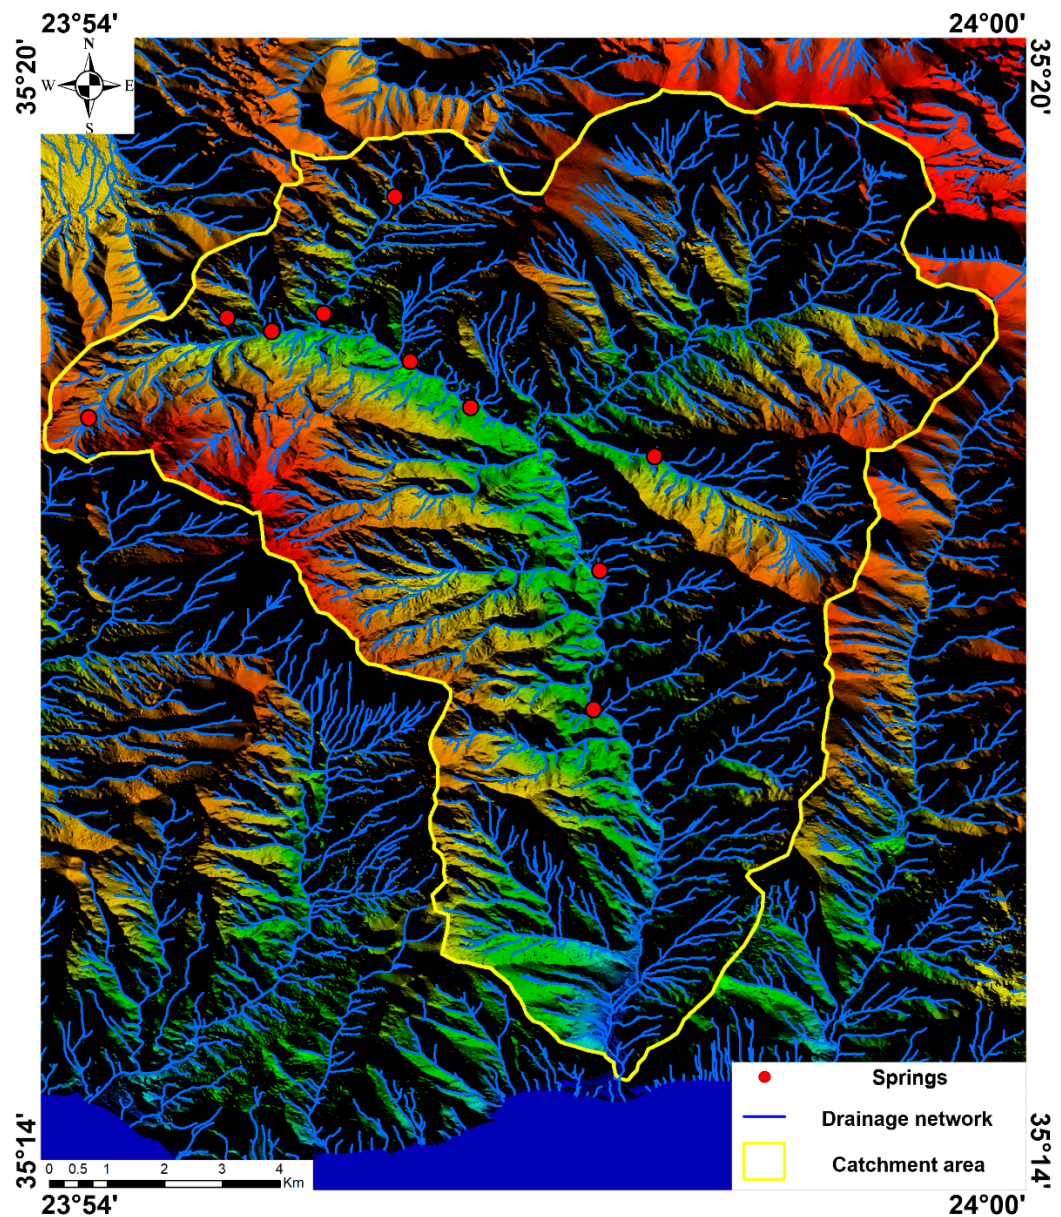 23°54'
24°00'
35°20'
35°20'
N
W
E
S
Springs
Drainage network
Catchment area
35°14'
35°14'
0 0.5 1 2 3 4
Km
23°54'
24°00'